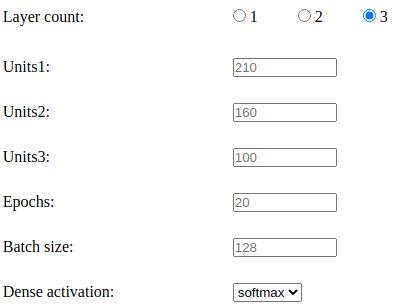 Layer count: 1 2 3
Units1: 210
Units2: 160
Units3: 100
Epochs: 20
Batch size: 128
Dense activation: softmax